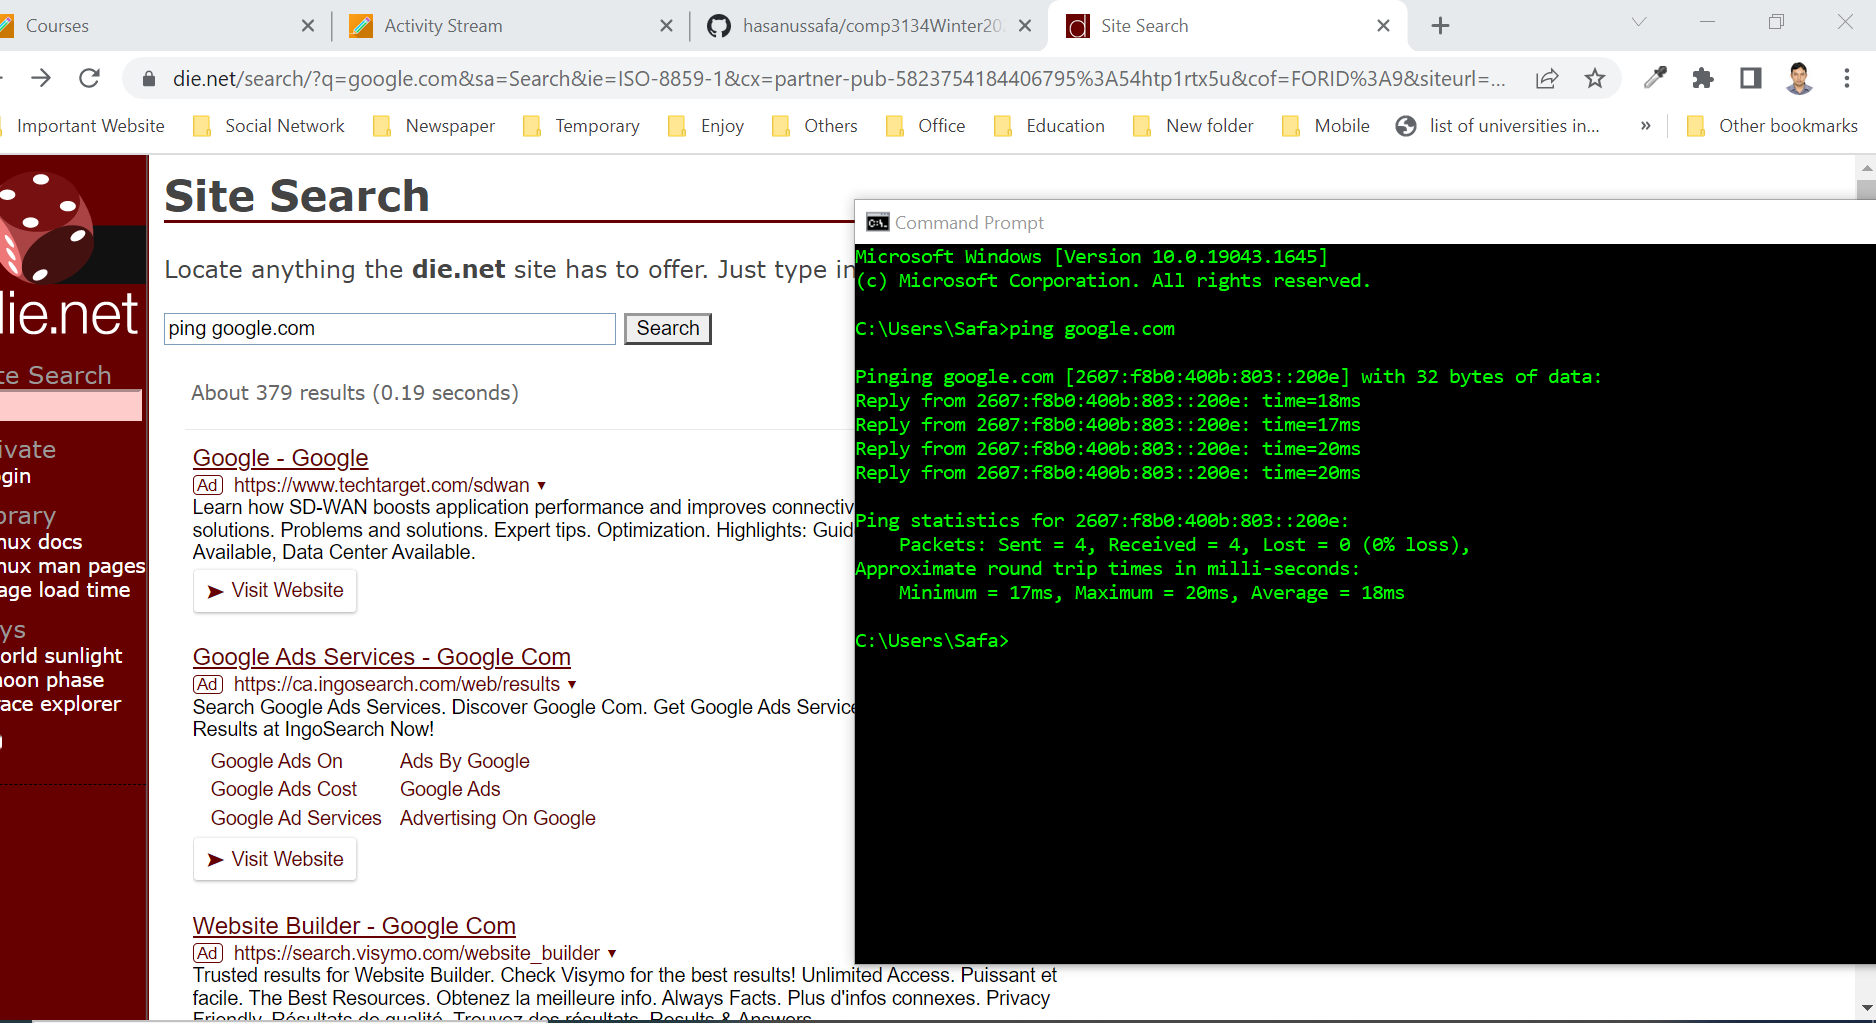 Courses
Activity Stream
hasanussafa/comp3134Winter202
Site Search
die.net/search/?q=google.com&sa=Search&ie=ISO-8859-1&cx=partner-pub-5823754184406795%3A54htp1rtx5u&cof=FORID%3A9&siteurl=...
Important Website
Social Network
Newspaper
Temporary
Enjoy
Others
Office
Education
New folder
Mobile
list of universities in...
»
Other bookmarks
die.net
te Search
ivate
gin
orary
nux docs
nux man pages
age load time
ys
orld sunlight
noon phase
race explorer
Site Search
Locate anything the die.net site has to offer. Just type in
ping google.com
Search
About 379 results (0.19 seconds)
Google - Google
Ad https://www.techtarget.com/sdwan
Learn how SD-WAN boosts application performance and improves connectiv
solutions. Problems and solutions. Expert tips. Optimization. Highlights: Guid
Available, Data Center Available.
Visit Website
Google Ads Services - Google Com
Ad https://ca.ingosearch.com/web/results
Search Google Ads Services. Discover Google Com. Get Google Ads Service
Results at IngoSearch Now!
Google Ads On Ads By Google
Google Ads Cost Google Ads
Google Ad Services Advertising On Google
Visit Website
Website Builder - Google Com
Ad https://search.visymo.com/website_builder
Trusted results for Website Builder. Check Visymo for the best results! Unlimited Access. Puissant et
facile. The Best Resources. Obtenez la meilleure info. Always Facts. Plus d'infos connexes. Privacy
Friendly. Résultats de qualité. Trouvez des résultats. Results & Answers.
C:\. Command Prompt
Microsoft Windows [Version 10.0.19043.1645]
(c) Microsoft Corporation. All rights reserved.
C:\Users\Safa>ping google.com
Pinging google.com [2607:f8b0:400b:803::200e] with 32 bytes of data:
Reply from 2607:f8b0:400b:803::200e: time=18ms
Reply from 2607:f8b0:400b:803::200e: time=17ms
Reply from 2607:f8b0:400b:803::200e: time=20ms
Reply from 2607:f8b0:400b:803::200e: time=20ms
Ping statistics for 2607:f8b0:400b:803::200e:
Packets: Sent = 4, Received = 4, Lost = 0 (0% loss),
Approximate round trip times in milli-seconds:
Minimum = 17ms, Maximum = 20ms, Average = 18ms
C:\Users\Safa>